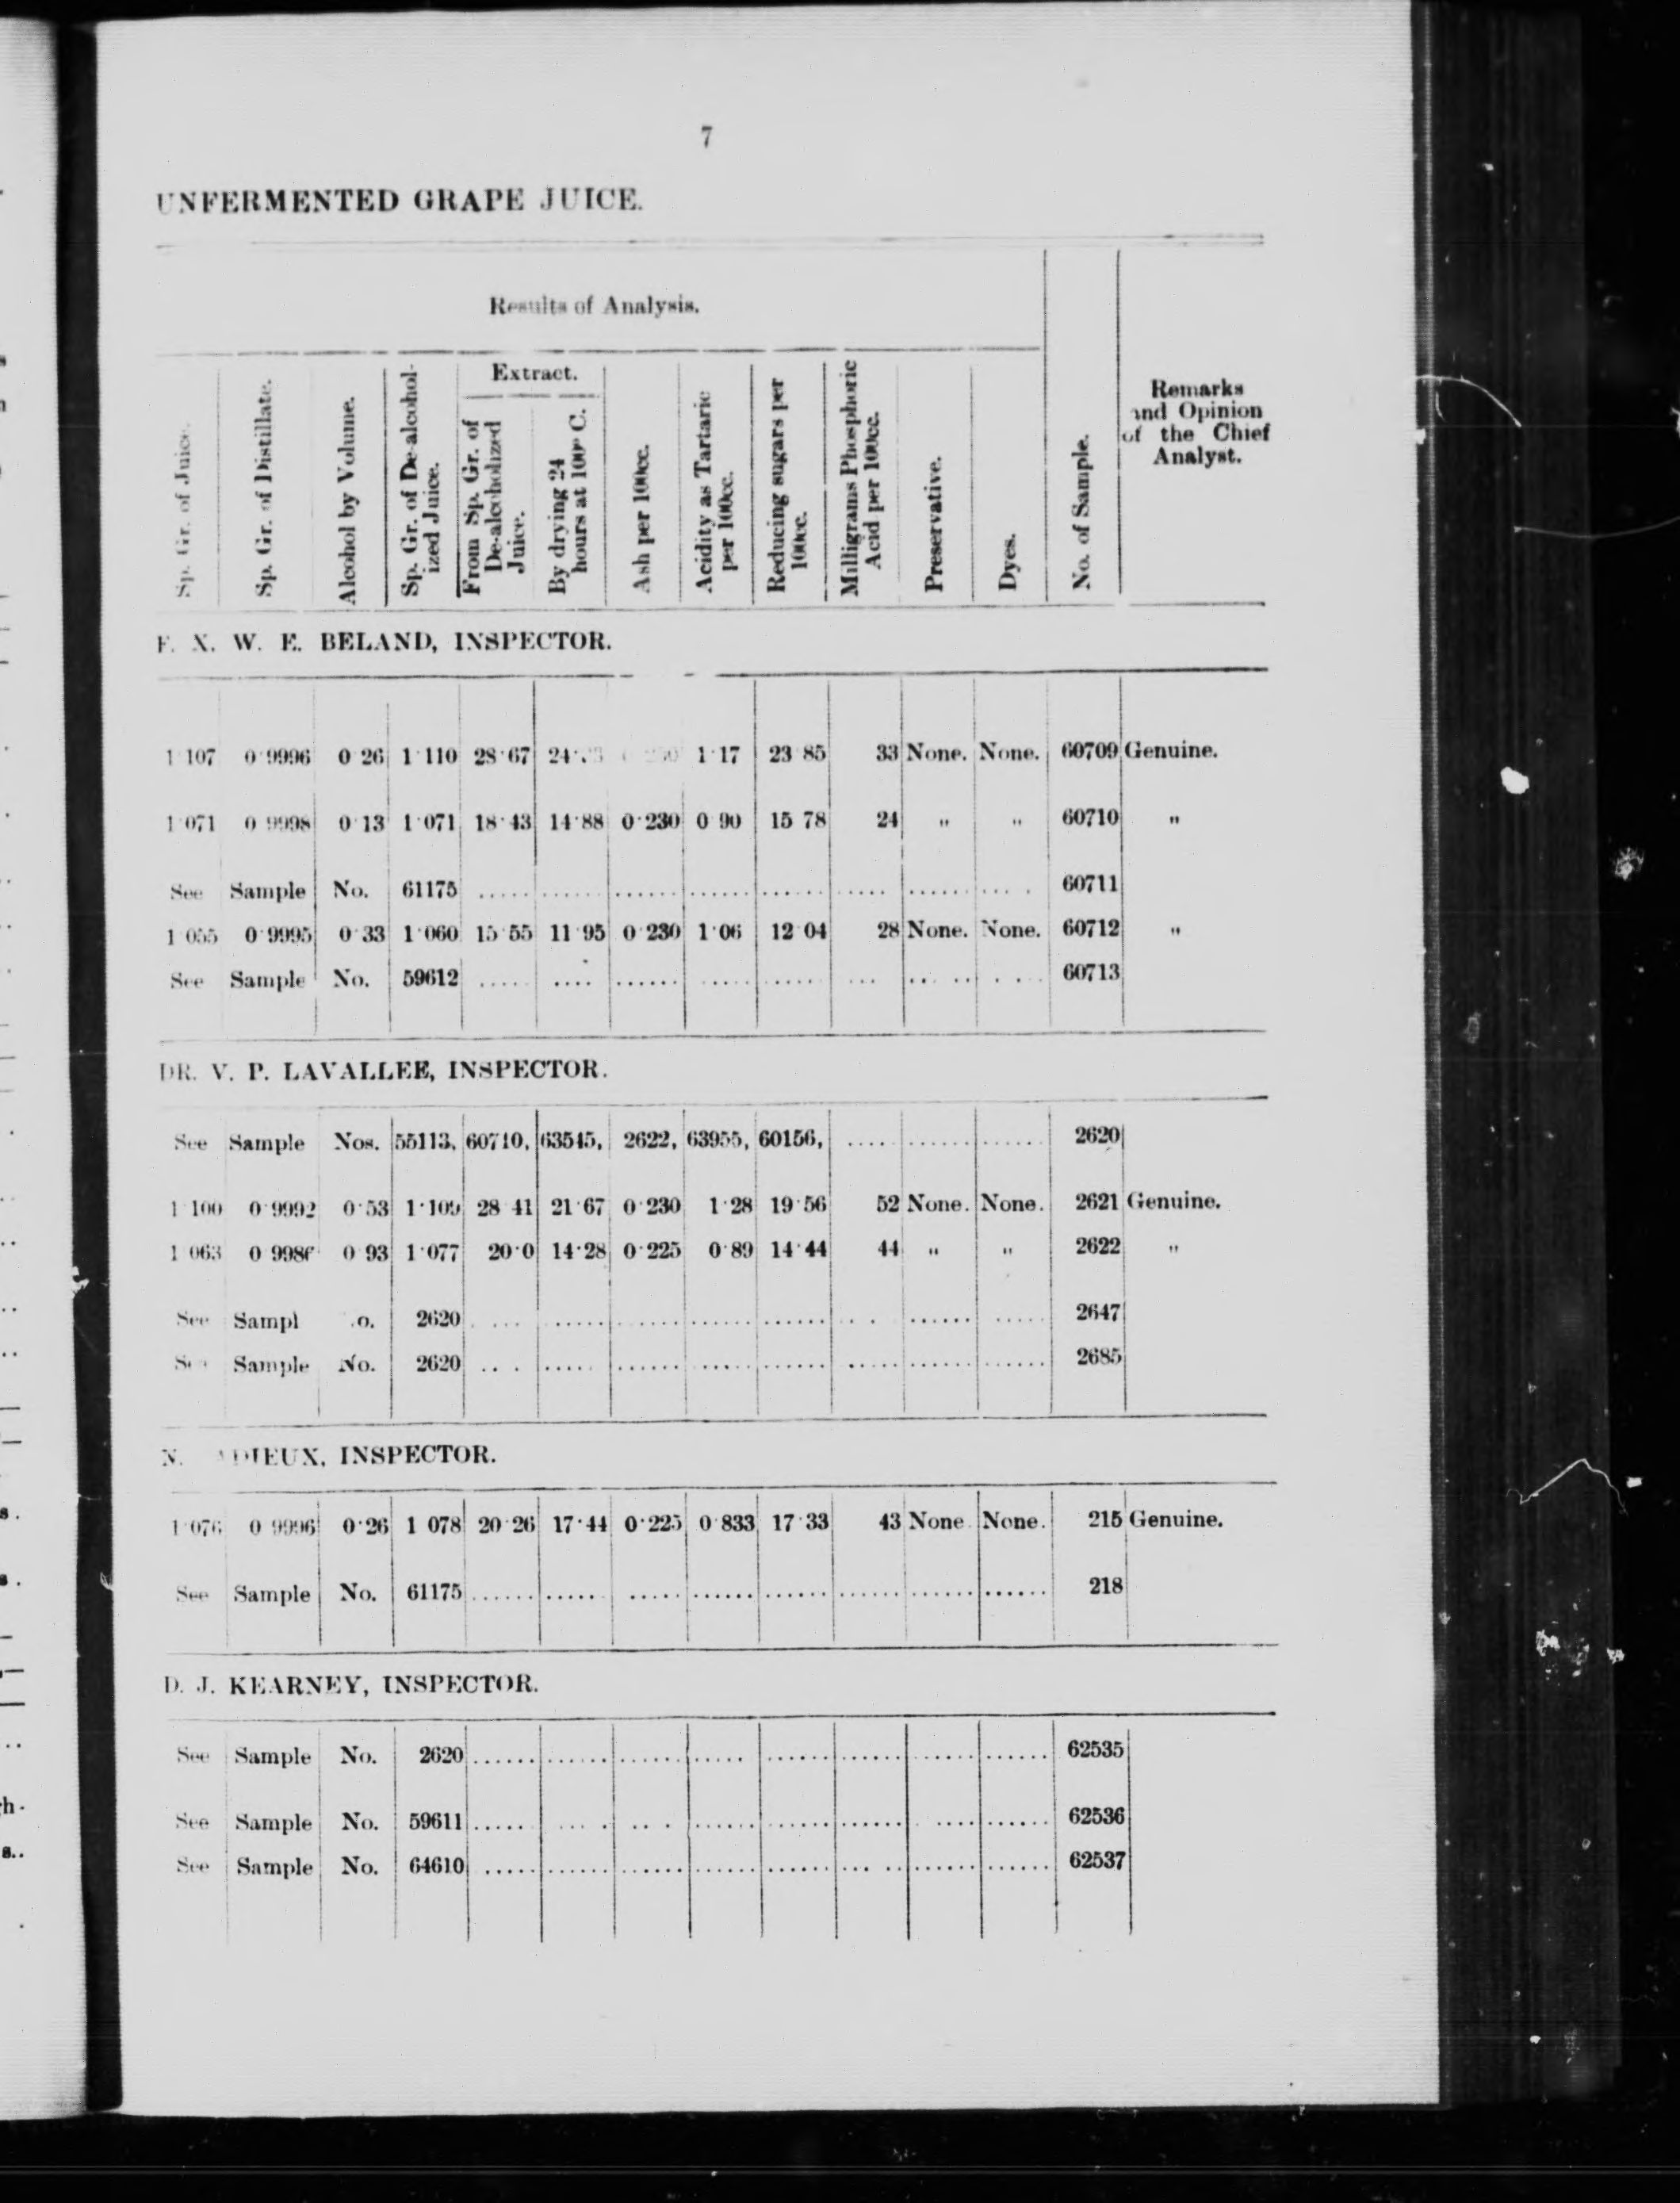 7
UNFERMENTED GRAPE JUICE.
Results of Analysis.
Sp. Gr. of Juice.
Sp. Gr. of Distillate.
Alcohol by Volume.
Sp. Gr. of De-alcohol-
ized Juice.
Extract.
From Sp. Gr. of
De-alcoholized
Juice.
By drying 24
hours at 100° C.
Ash per 100cc.
Acidity as Tartaric
per 100cc.
Reducing sugars per
100cc.
Milligrams Phosphoric
Acid per 100cc.
Preservative.
Dyes.
No. of Sample.
Remarks
and Opinion
of the Chief
Analyst.
F. X. W. E. BELAND, INSPECTOR.
1·107 0·9996 0·26 1·110 28·67 1·17 23·85 33 None. None. 60709 Genuine.
1·071 0·9998 0·13 1·071 18·43 14·88 0·230 0·90 15·78 24 " " 60710 "
See Sample No. 61175 ..... ...... ...... ...... ...... ..... ...... .... 60711
1·055 0·9995 0·33 1·060 15·55 11·95 0·230 1·06 12·04 28 None. None. 60712 "
See Sample No. 59612 ..... .... ...... ..... ...... ... ..... .... 60713
DR. V. P. LAVALLEE, INSPECTOR.
See Sample Nos. 55113, 60710, 63545, 2622, 63955, 60156, .... ...... ...... 2620
1·100 0·9992 0·53 1·109 28·41 21·67 0·230 1·28 19·56 52 None. None. 2621 Genuine.
1·063 0·93 1·077 20·0 14·28 0·225 0·89 14·44 44 " " 2622 "
See 2620 .... ..... ...... ...... ...... ... ...... ..... 2647
See Sample No. 2620 ... ..... ...... ...... ...... ..... ...... ...... 2685
N. INSPECTOR.
1·076 0·9996 0·26 1·078 20·26 17·44 0·225 0·833 17·33 43 None. None. 215 Genuine.
See Sample No. 61175 ...... ..... ..... ...... ...... ...... ...... ...... 218
D. J. KEARNEY, INSPECTOR.
See Sample No. 2620 ...... ...... ...... ..... ...... ...... ...... ...... 62535
See Sample No. 59611 ..... .... .... ...... ...... ...... .... ...... 62536
See Sample No. 64610 ..... ...... ...... ...... ...... ..... ...... ...... 62537